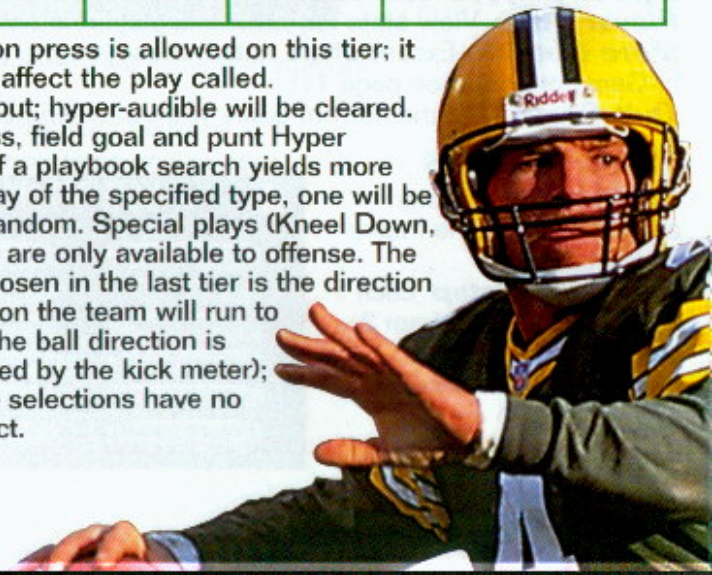 on press is allowed on this tier; it
affect the play called.
put; hyper-audible will be cleared.
ss, field goal and punt Hyper
f a playbook search yields more
ay of the specified type, one will be
andom. Special plays (Kneel Down,
are only available to offense. The
osen in the last tier is the direction
on the team will run to
he ball direction is
ed by the kick meter);
selections have no
ct.
Riddell